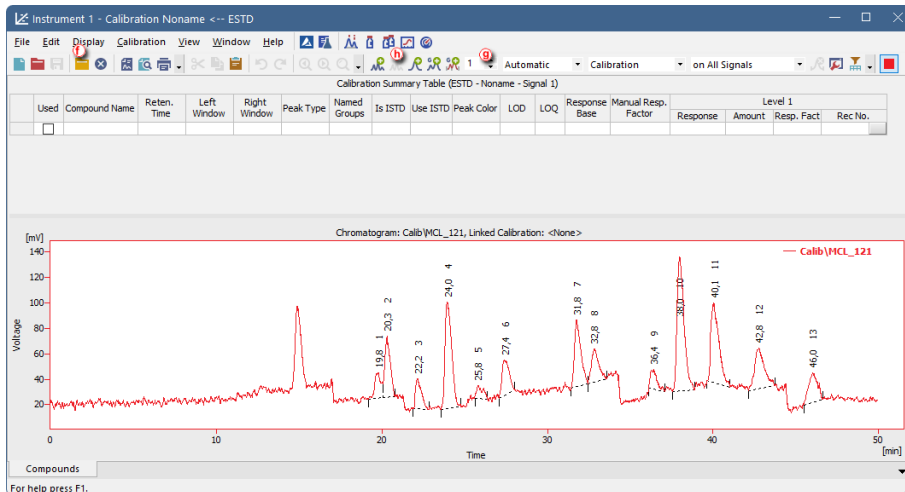 Instrument 1 - Calibration Noname <-- ESTD
File Edit Display Calibration View Window Help
f h g
1 Automatic Calibration on All Signals
Calibration Summary Table (ESTD - Noname - Signal 1)
Used Compound Name Reten. Time Left Window Right Window Peak Type Named Groups Is ISTD Use ISTD Peak Color LOD LOQ Response Base Manual Resp. Factor Level 1
Response Amount Resp. Fact Rec No.
Chromatogram: Calib\MCL_121, Linked Calibration: <None>
[mV]
Calib\MCL_121
140
120
100
80
60
40
20
Voltage
19,8 1
20,3 2
22,2 3
24,0 4
25,8 5
27,4 6
31,8 7
32,8 8
36,4 9
38,0 10
40,1 11
42,8 12
46,0 13
0 10 20 30 40 50
Time
[min]
Compounds
For help press F1.